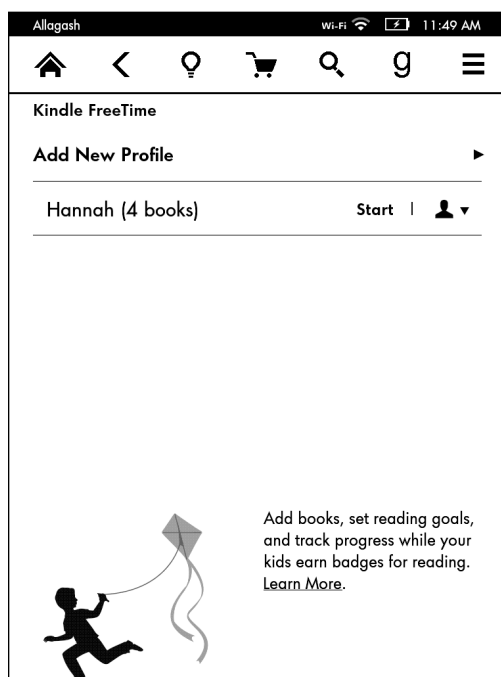 Allagash Wi-Fi 11:49 AM
g
Kindle FreeTime
Add New Profile
Hannah (4 books) Start |
Add books, set reading goals,
and track progress while your
kids earn badges for reading.
Learn More.